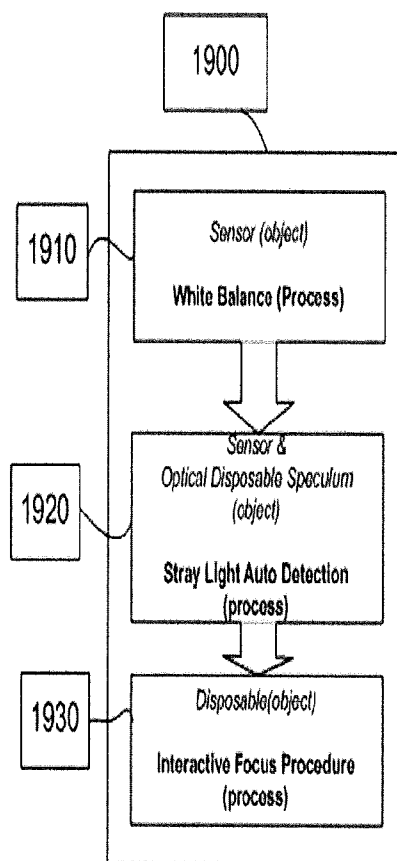 1900
1910
Sensor (object)
White Balance (Process)
1920
Sensor &
Optical Disposable Speculum
(object)
Stray Light Auto Detection
(process)
1930
Disposable(object)
Interactive Focus Procedure
(process)